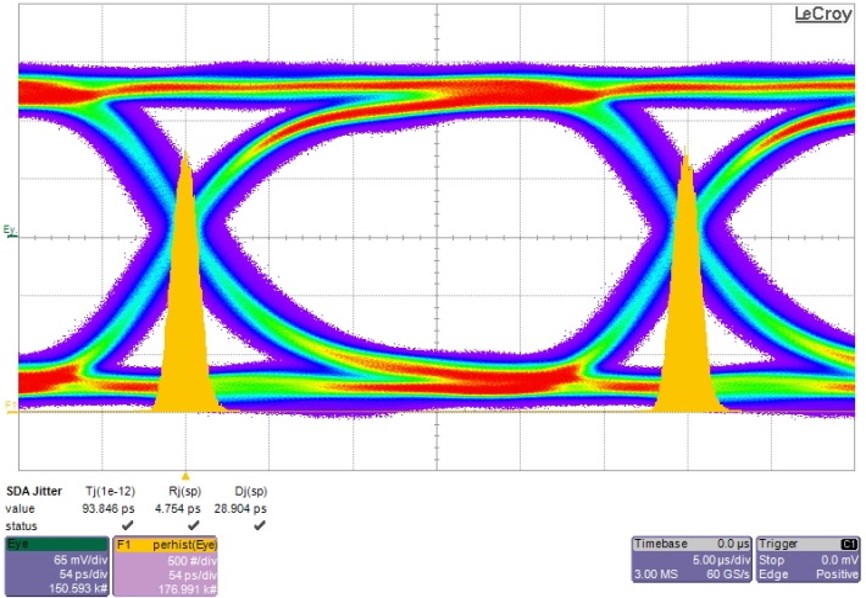 LeCroy
Ey
F1
SDA Jitter Tj(1e-12) Rj(sp) Dj(sp)
value 93.846 ps 4.754 ps 28.904 ps
status
Eye
65 mV/div
54 ps/div
150.593 k#
F1 perhist(Eye)
500 #/div
54 ps/div
176.991 k#
Timebase 0.0 µs
5.00 µs/div
3.00 MS 60 GS/s
Trigger C1
Stop 0.0 mV
Edge Positive